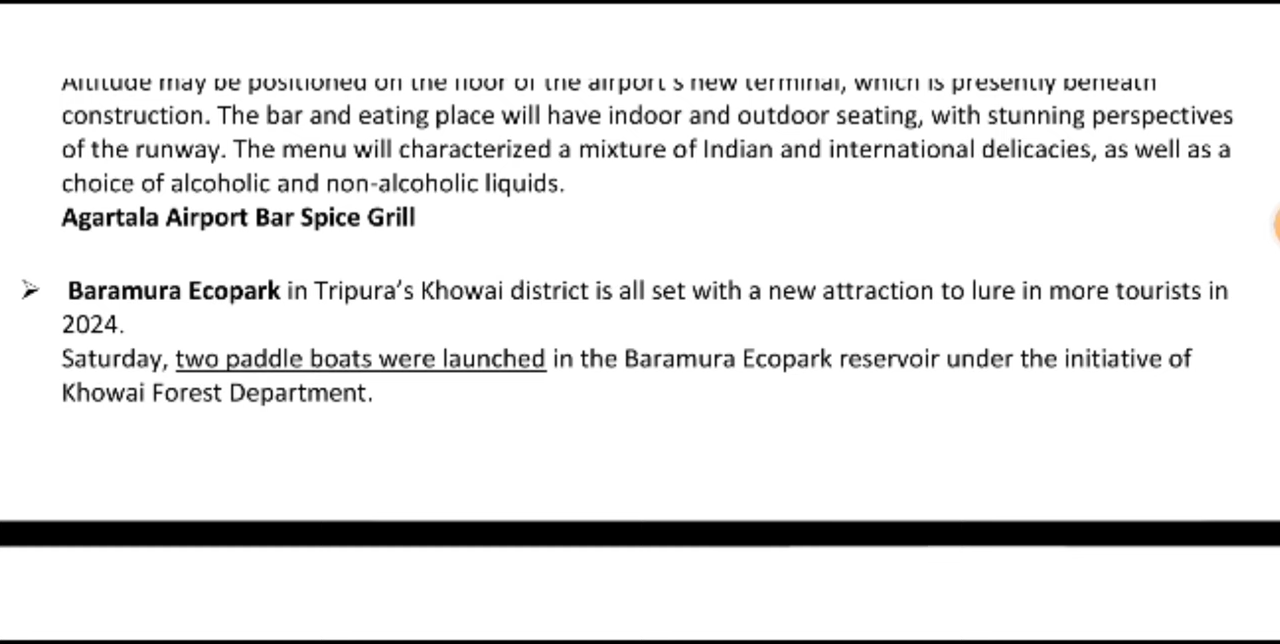 Altitude may be positioned on the floor of the airport's new terminal, which is presently beneath
construction. The bar and eating place will have indoor and outdoor seating, with stunning perspectives
of the runway. The menu will characterized a mixture of Indian and international delicacies, as well as a
choice of alcoholic and non-alcoholic liquids.
Agartala Airport Bar Spice Grill
➢ Baramura Ecopark in Tripura’s Khowai district is all set with a new attraction to lure in more tourists in
2024.
Saturday, two paddle boats were launched in the Baramura Ecopark reservoir under the initiative of
Khowai Forest Department.